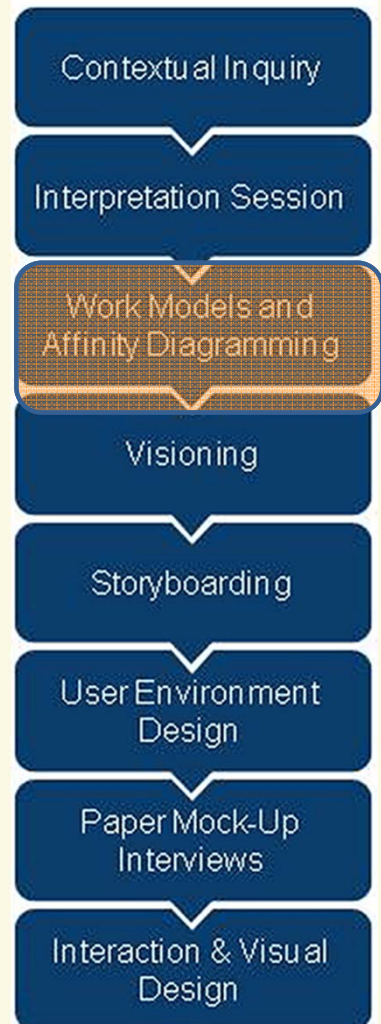 Contextual Inquiry
Interpretation Session
Work Models and
Affinity Diagramming
Visioning
Storyboarding
User Environment
Design
Paper Mock-Up
Interviews
Interaction & Visual
Design